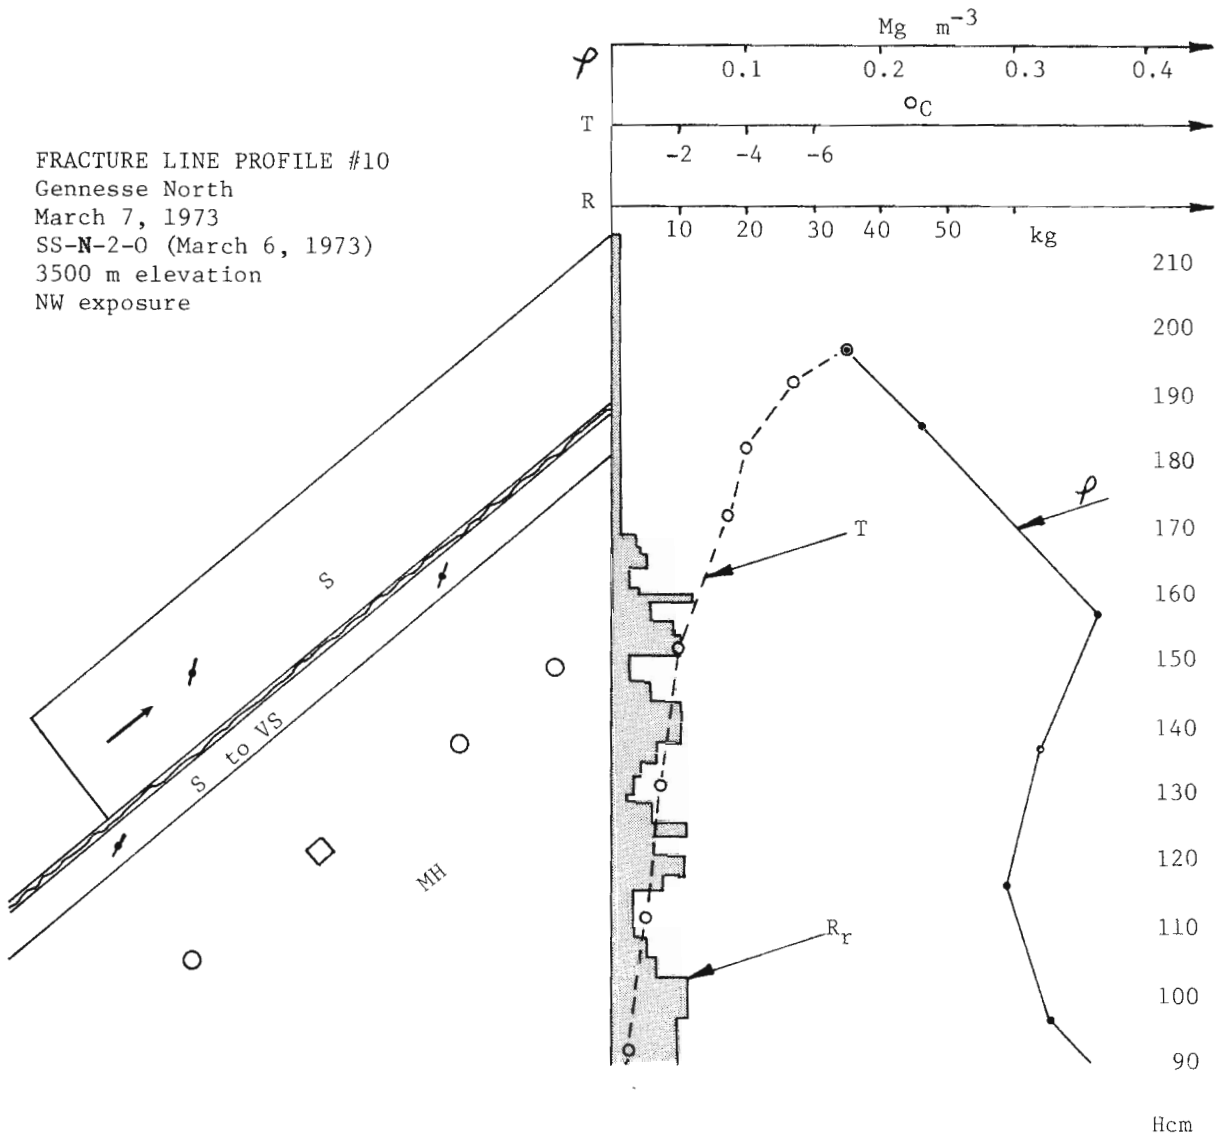 Mg m⁻³
ρ
0.1 0.2 0.3 0.4
°C
T
-2 -4 -6
R
10 20 30 40 50 kg
FRACTURE LINE PROFILE #10
Gennesse North
March 7, 1973
SS-N-2-O (March 6, 1973)
3500 m elevation
NW exposure
210
200
190
180
ρ
170
T
S
160
150
140
S to VS
130
120
MH
110
Rr
100
90
Hcm